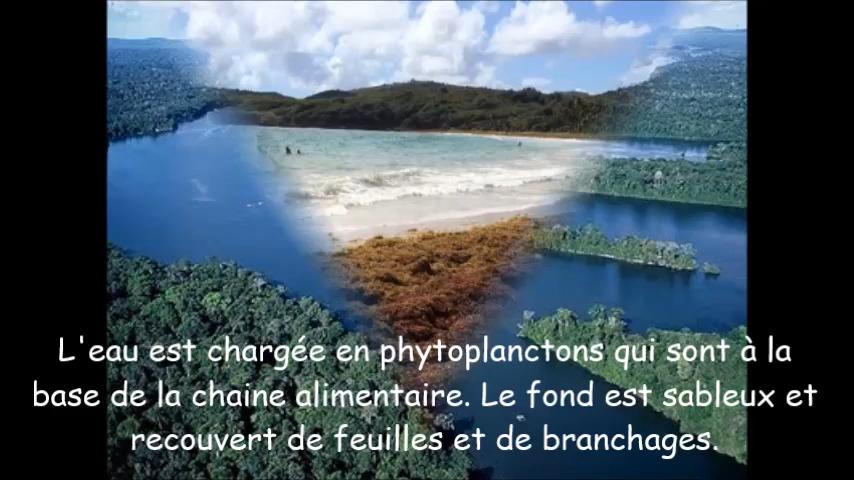 L'eau est chargée en phytoplanctons qui sont à la
base de la chaine alimentaire. Le fond est sableux et
recouvert de feuilles et de branchages.